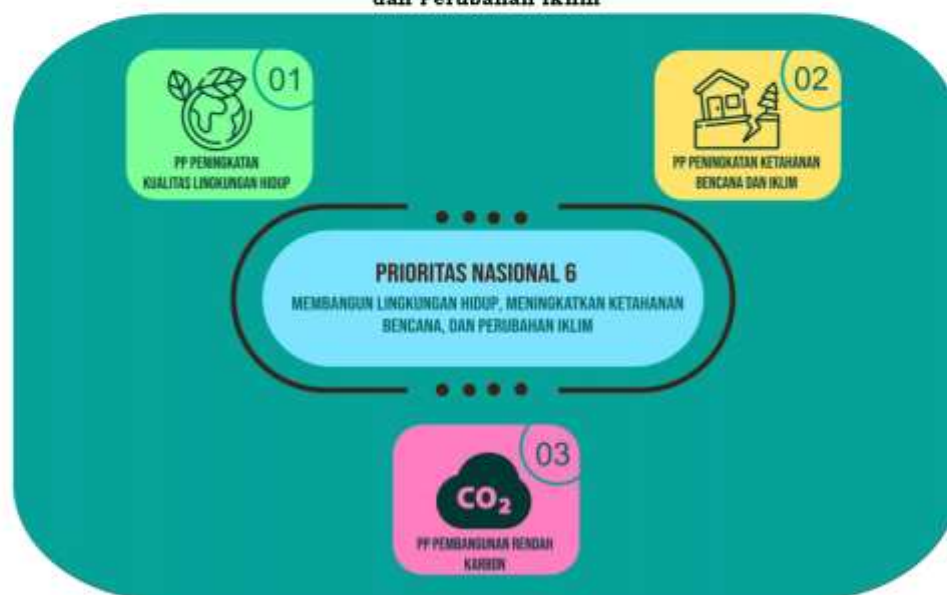 dan Perubahan Iklim
01
PP PENINGKATAN
KUALITAS LINGKUNGAN HIDUP
02
PP PENINGKATAN KETAHANAN
BENCANA DAN IKLIM
PRIORITAS NASIONAL 6
MEMBANGUN LINGKUNGAN HIDUP, MENINGKATKAN KETAHANAN
BENCANA, DAN PERUBAHAN IKLIM
03
CO₂
PP PEMBANGUNAN RENDAH
KARBON